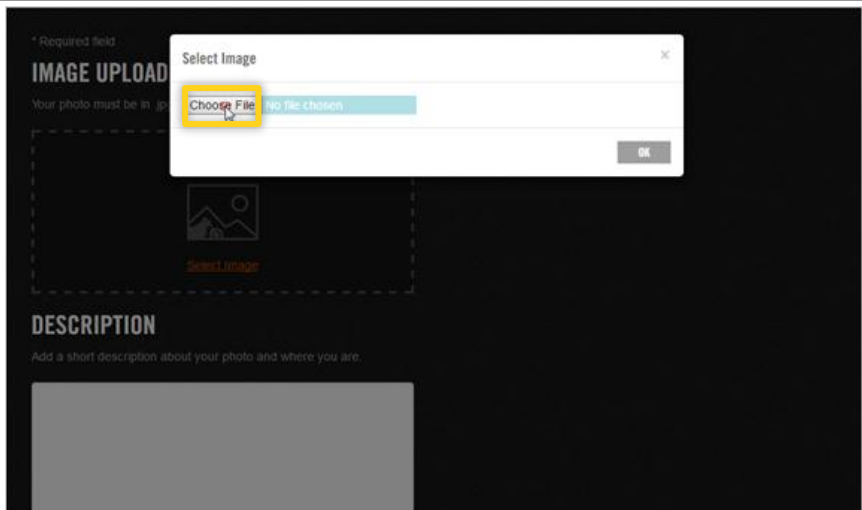 * Required field
IMAGE UPLOAD
Your photo must be in .jp
Select Image
×
Choose File No file chosen
OK
Select Image
DESCRIPTION
Add a short description about your photo and where you are.